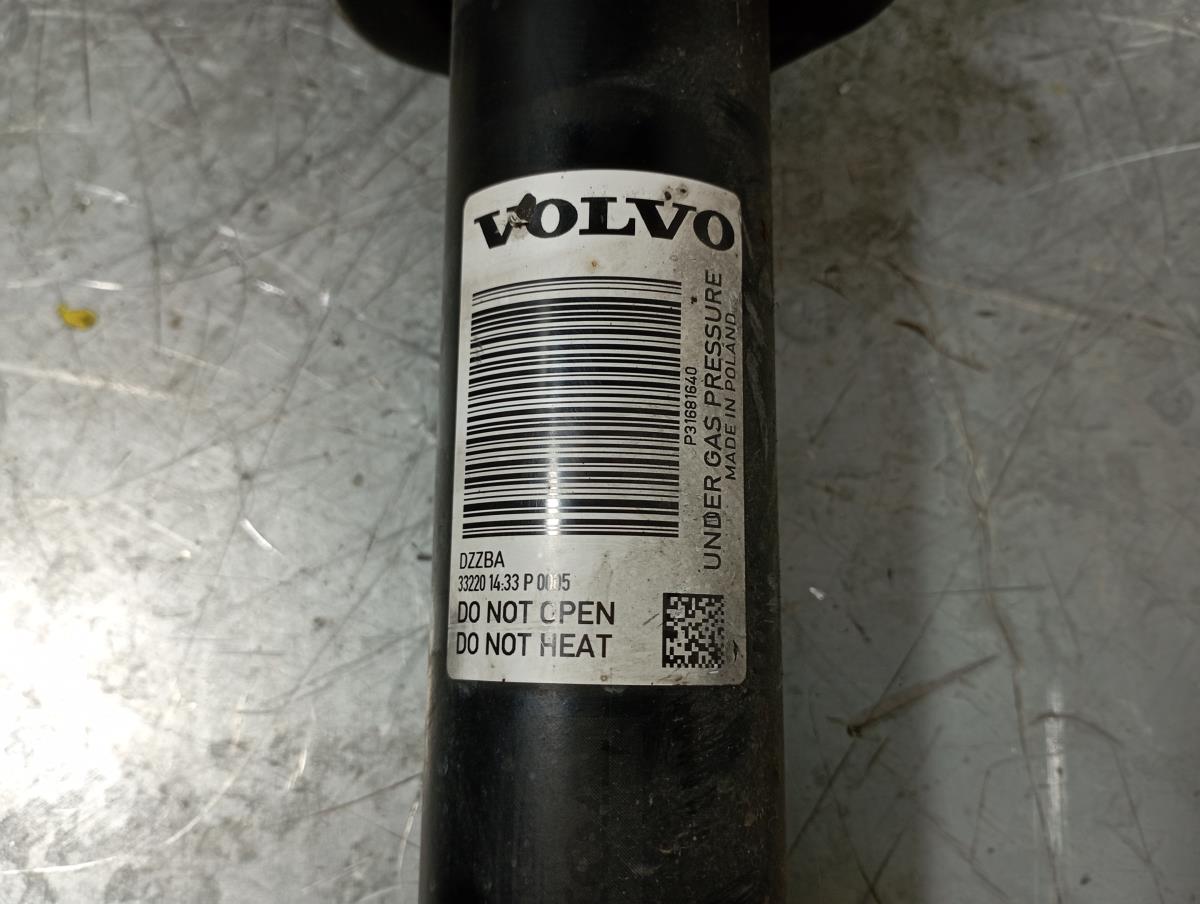 VOLVO
P31681640
UNDER GAS PRESSURE
MADE IN POLAND
DZZBA
33220 14:33 P 0005
DO NOT OPEN
DO NOT HEAT